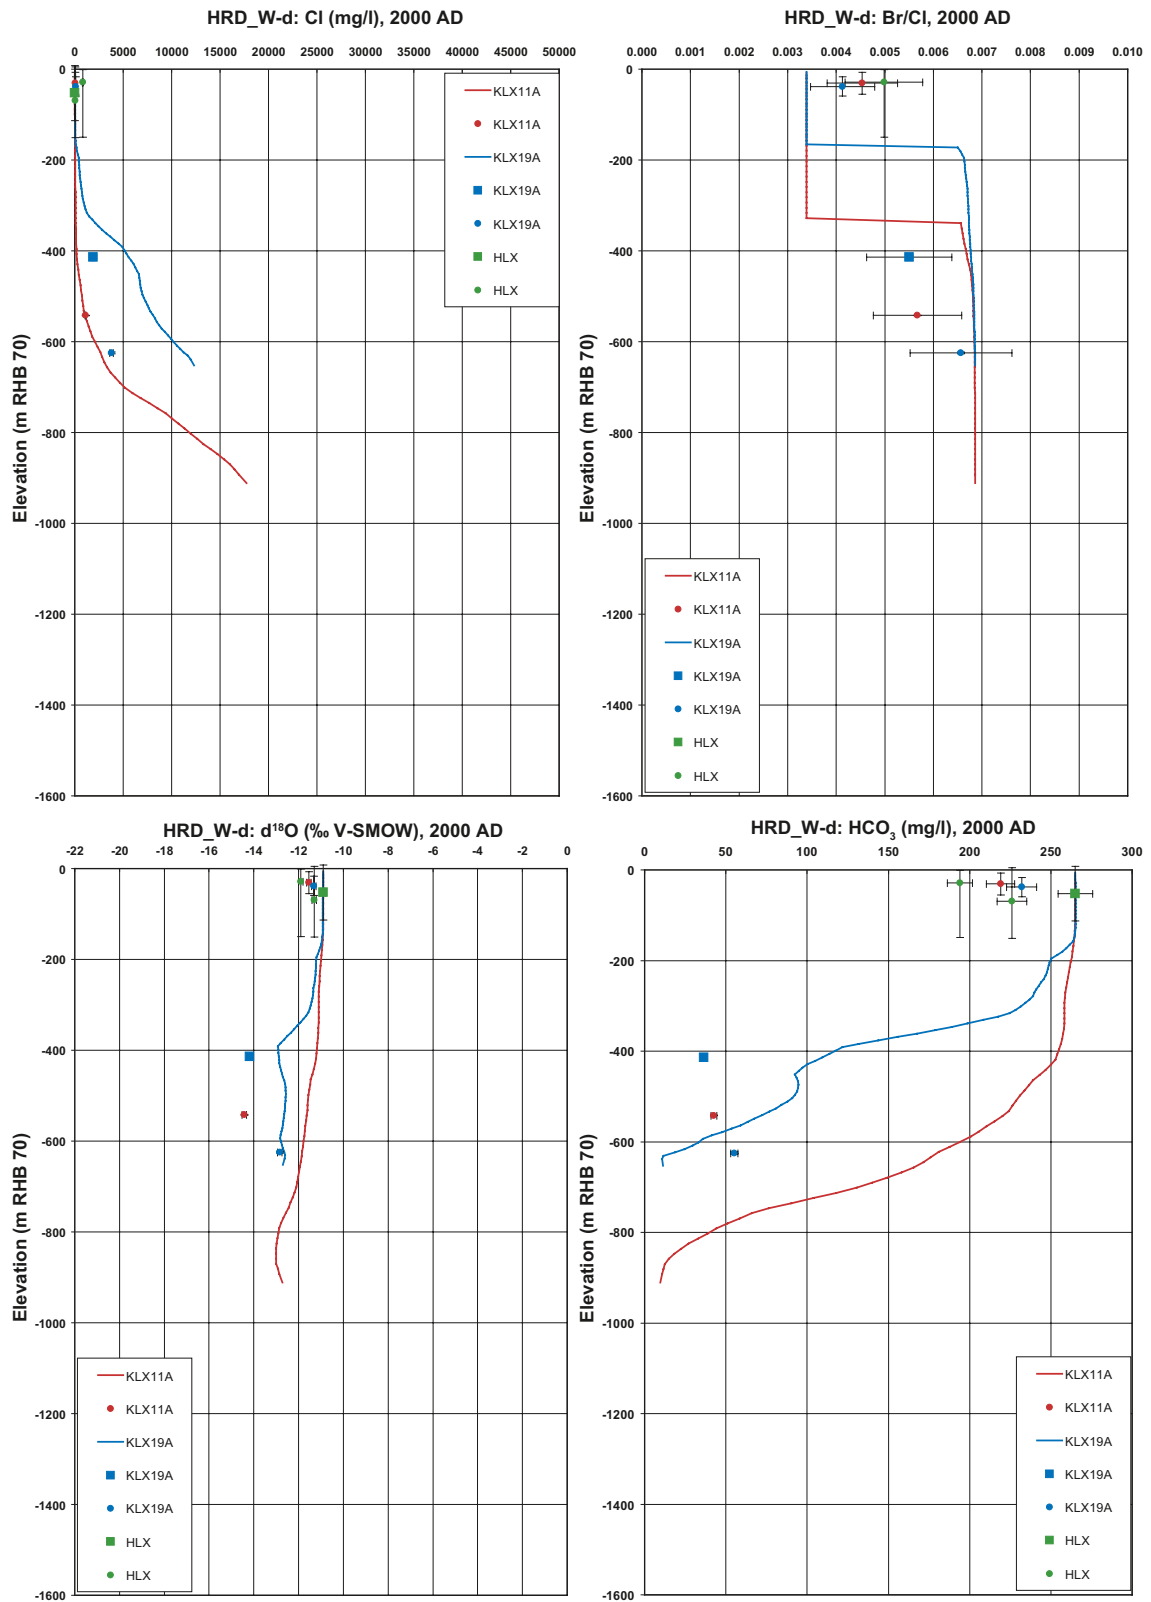 HRD_W-d: Cl (mg/l), 2000 AD
0 5000 10000 15000 20000 25000 30000 35000 40000 45000 50000
0
-200
-400
-600
-800
-1000
-1200
-1400
-1600
Elevation (m RHB 70)
KLX11A
KLX11A
KLX19A
KLX19A
KLX19A
HLX
HLX
HRD_W-d: Br/Cl, 2000 AD
0.000 0.001 0.002 0.003 0.004 0.005 0.006 0.007 0.008 0.009 0.010
0
-200
-400
-600
-800
-1000
-1200
-1400
-1600
Elevation (m RHB 70)
KLX11A
KLX11A
KLX19A
KLX19A
KLX19A
HLX
HLX
HRD_W-d: d¹⁸O (‰ V-SMOW), 2000 AD
-22 -20 -18 -16 -14 -12 -10 -8 -6 -4 -2 0
0
-200
-400
-600
-800
-1000
-1200
-1400
-1600
Elevation (m RHB 70)
KLX11A
KLX11A
KLX19A
KLX19A
KLX19A
HLX
HLX
HRD_W-d: HCO₃ (mg/l), 2000 AD
0 50 100 150 200 250 300
0
-200
-400
-600
-800
-1000
-1200
-1400
-1600
Elevation (m RHB 70)
KLX11A
KLX11A
KLX19A
KLX19A
KLX19A
HLX
HLX